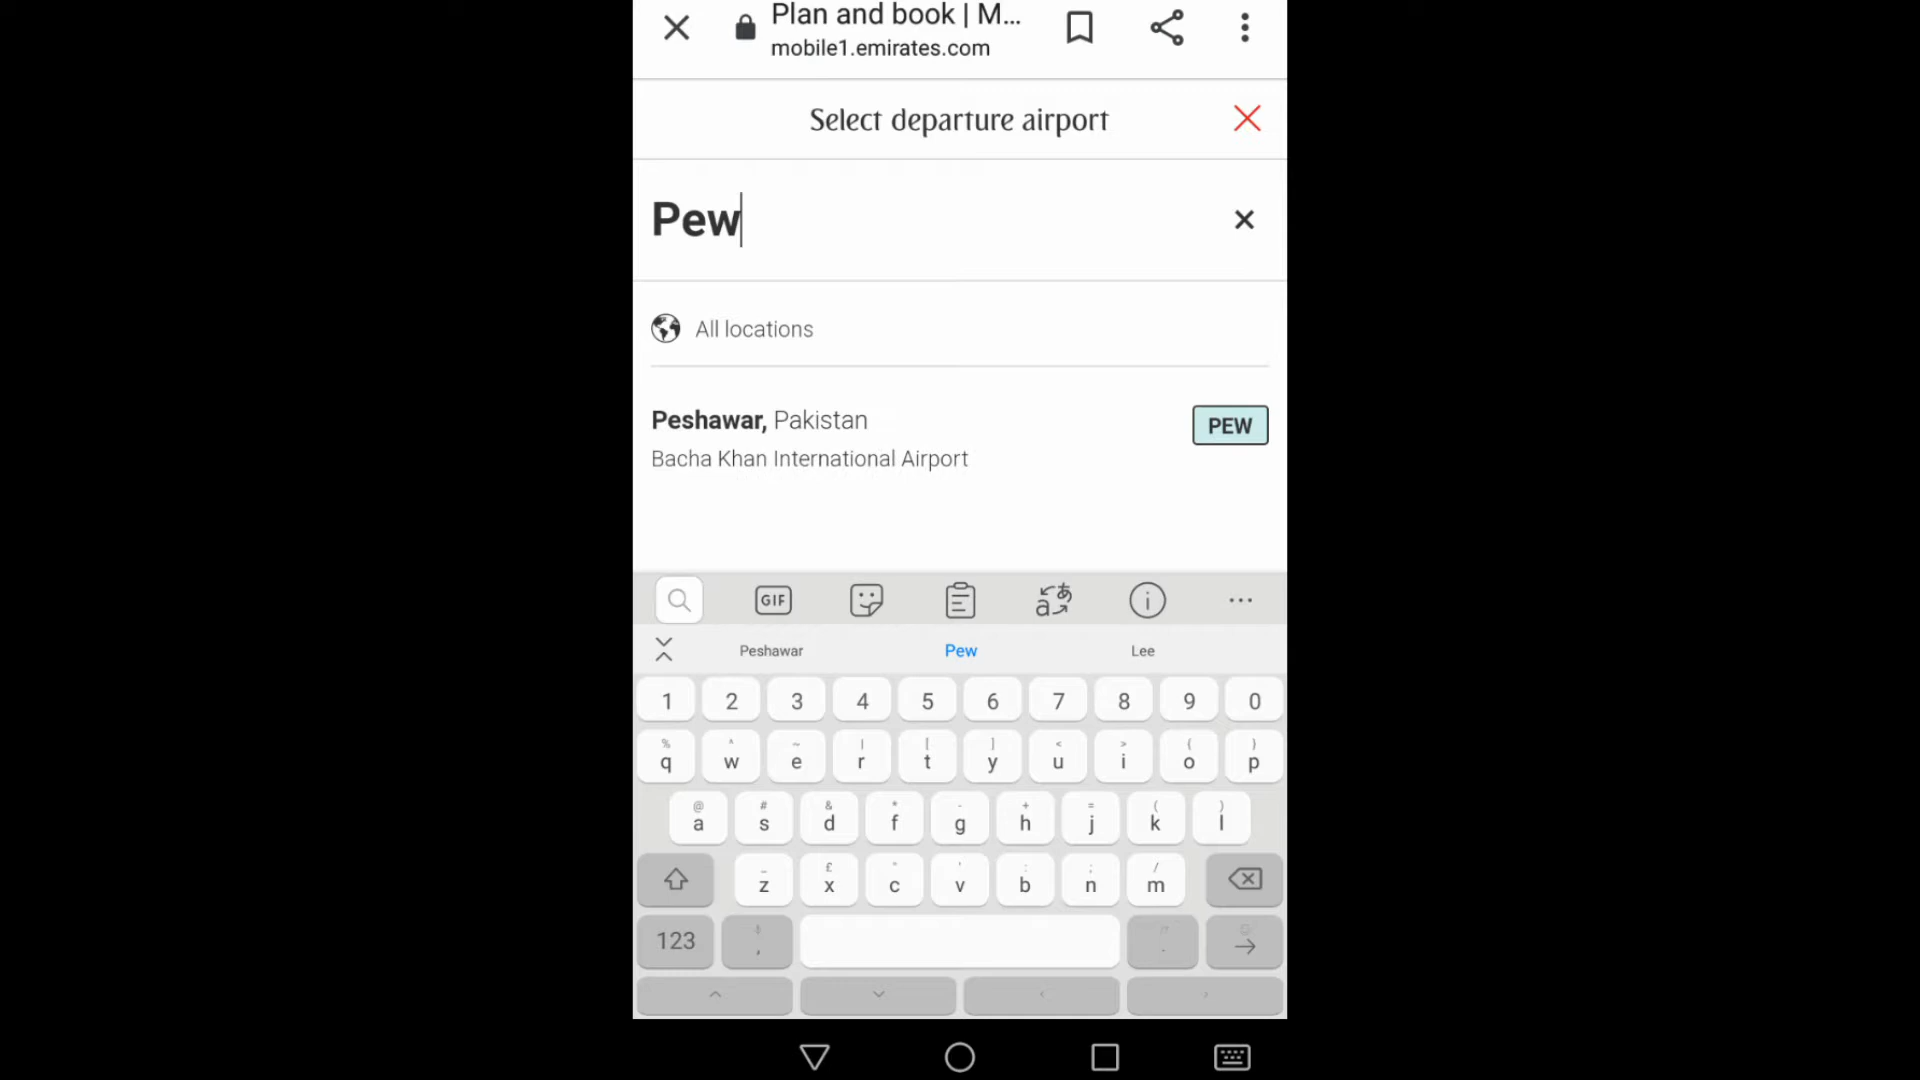 Plan and book | M...
mobile1.emirates.com
Select departure airport
Pew
All locations
Peshawar, Pakistan
PEW
Bacha Khan International Airport
GIF
Peshawar Pew Lee
1 2 3 4 5 6 7 8 9 0
% ^ ~ | [ ] < > { }
q w e r t y u i o p
@ # & * - + = ( )
a s d f g h j k l
_ £ " ' : ; /
z x c v b n m
123 , .